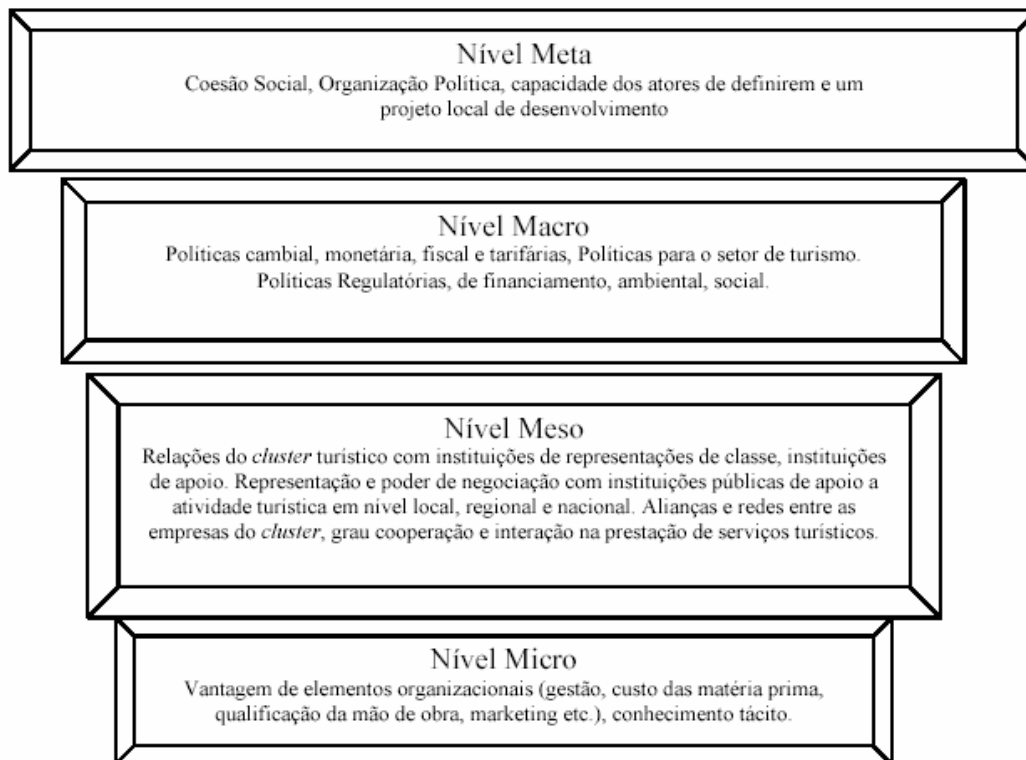 Nível Meta
Coesão Social, Organização Política, capacidade dos atores de definirem e um
projeto local de desenvolvimento
Nível Macro
Políticas cambial, monetária, fiscal e tarifárias, Políticas para o setor de turismo.
Políticas Regulatórias, de financiamento, ambiental, social.
Nível Meso
Relações do cluster turístico com instituições de representações de classe, instituições
de apoio. Representação e poder de negociação com instituições públicas de apoio a
atividade turística em nível local, regional e nacional. Alianças e redes entre as
empresas do cluster, grau cooperação e interação na prestação de serviços turísticos.
Nível Micro
Vantagem de elementos organizacionais (gestão, custo das matéria prima,
qualificação da mão de obra, marketing etc.), conhecimento tácito.